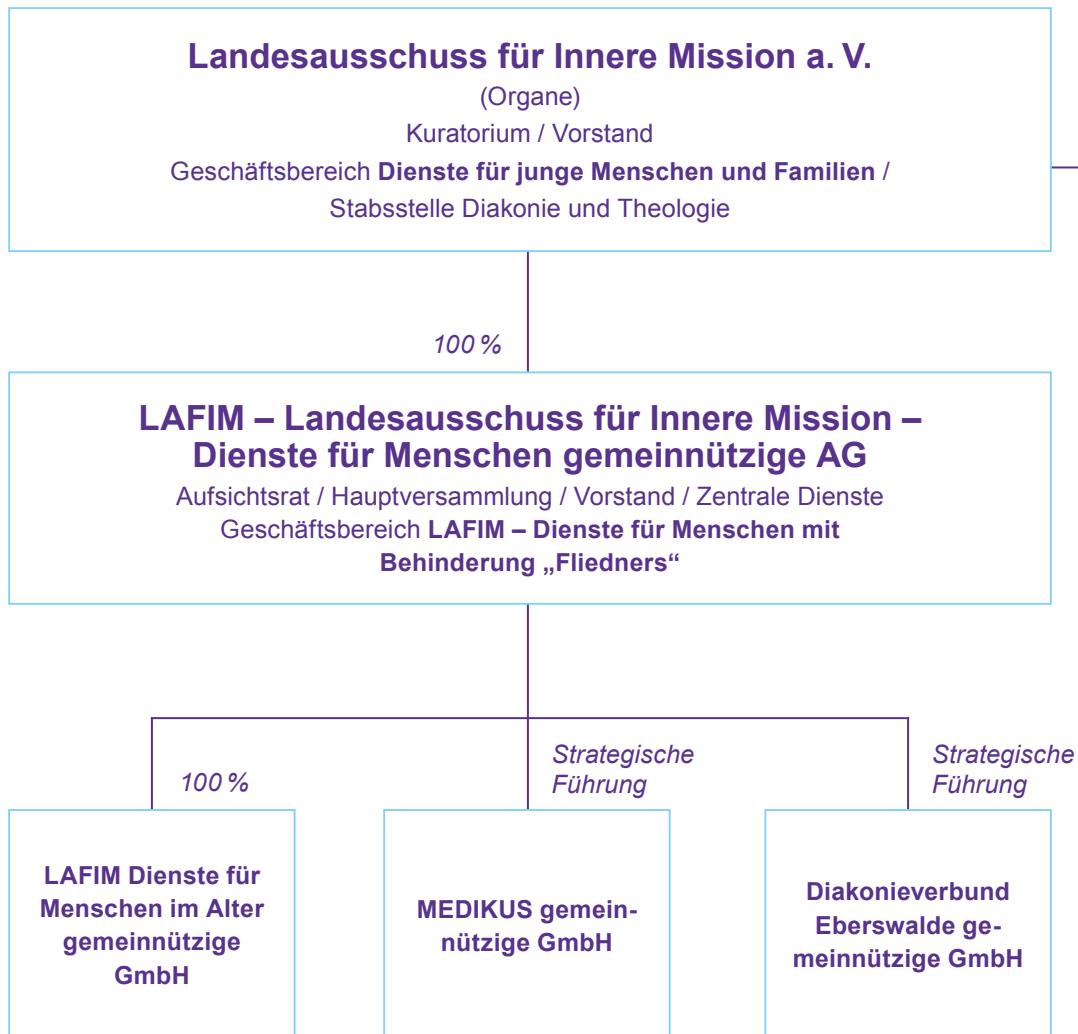 Landesausschuss für Innere Mission a. V.
(Organe)
Kuratorium / Vorstand
Geschäftsbereich Dienste für junge Menschen und Familien /
Stabsstelle Diakonie und Theologie
100 %
LAFIM – Landesausschuss für Innere Mission –
Dienste für Menschen gemeinnützige AG
Aufsichtsrat / Hauptversammlung / Vorstand / Zentrale Dienste
Geschäftsbereich LAFIM – Dienste für Menschen mit
Behinderung „Fliedners“
100 %
Strategische
Führung
Strategische
Führung
LAFIM Dienste für
Menschen im Alter
gemeinnützige
GmbH
MEDIKUS gemein-
nützige GmbH
Diakonieverbund
Eberswalde ge-
meinnützige GmbH